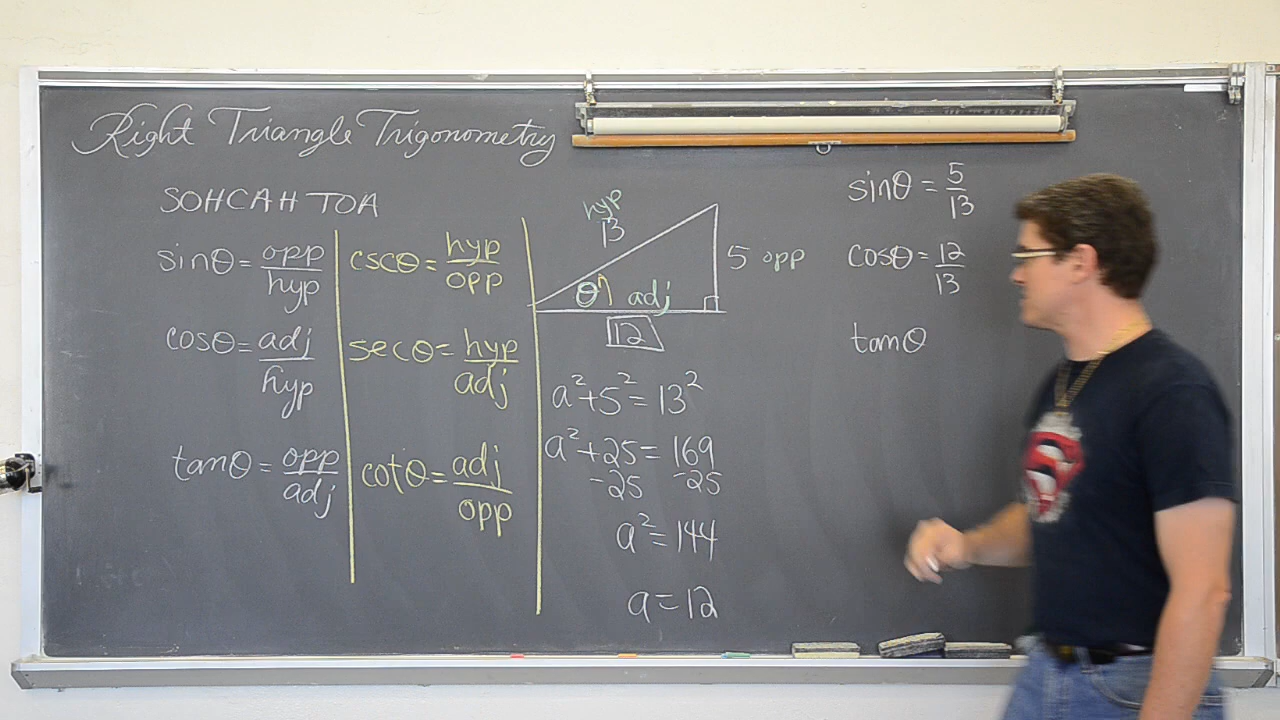 Right Triangle Trigonometry
SOHCAH TOA
sinθ = opp/hyp
cosθ = adj/hyp
tanθ = opp/adj
cscθ = hyp/opp
secθ = hyp/adj
cotθ = adj/opp
hyp
13
5 opp
θ adj
12
a²+5²=13²
a²+25=169
-25 -25
a²=144
a=12
sinθ = 5/13
cosθ = 12/13
tanθ